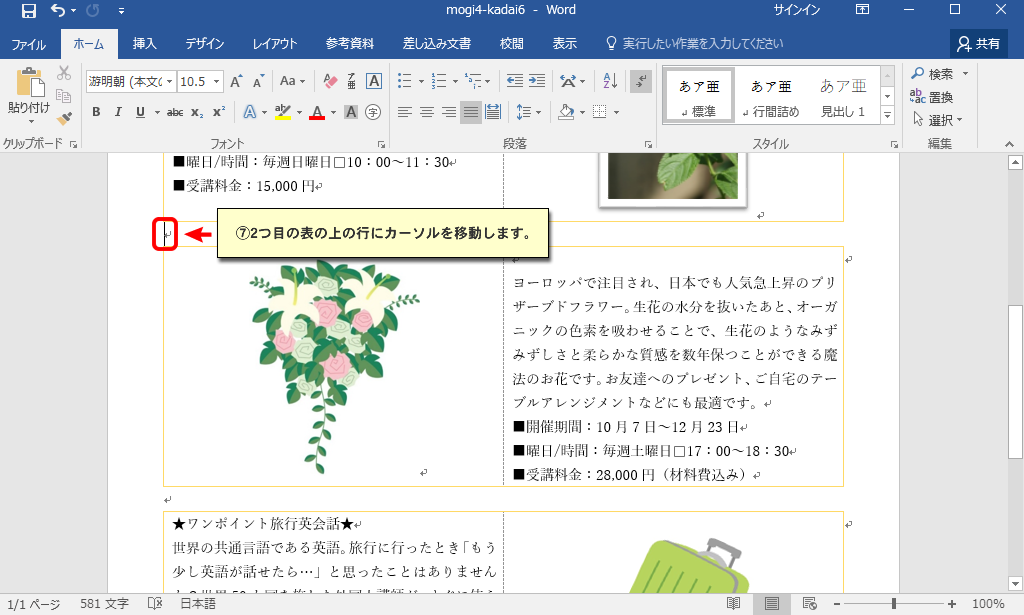 mogi4-kadai6 - Word
サインイン
ファイル ホーム 挿入 デザイン レイアウト 参考資料 差し込み文書 校閲 表示 実行したい作業を入力してください 共有
游明朝 (本文の 10.5 A A Aa A
あア亜 あア亜 あア亜
検索
置換
選択
貼り付け
B I U abc x₂ x² A ab A A 字
↲標準 ↲行間詰め 見出し 1
クリップボード フォント 段落 スタイル 編集
■曜日/時間：毎週日曜日□10：00～11：30↲
■受講料金：15,000 円↲
⑦2つ目の表の上の行にカーソルを移動します。
ヨーロッパで注目され、日本でも人気急上昇のプリ
ザーブドフラワー。生花の水分を抜いたあと、オーガ
ニックの色素を吸わせることで、生花のようなみず
みずしさと柔らかな質感を数年保つことができる魔
法のお花です。お友達へのプレゼント、ご自宅のテー
ブルアレンジメントなどにも最適です。↲
■開催期間：10 月 7 日～12 月 23 日↲
■曜日/時間：毎週土曜日□17：00～18：30↲
■受講料金：28,000 円（材料費込み）↲
★ワンポイント旅行英会話★↲
世界の共通言語である英語。旅行に行ったとき「もう
少し英語が話せたら…」と思ったことはありません
1/1 ページ 581 文字 日本語 100%